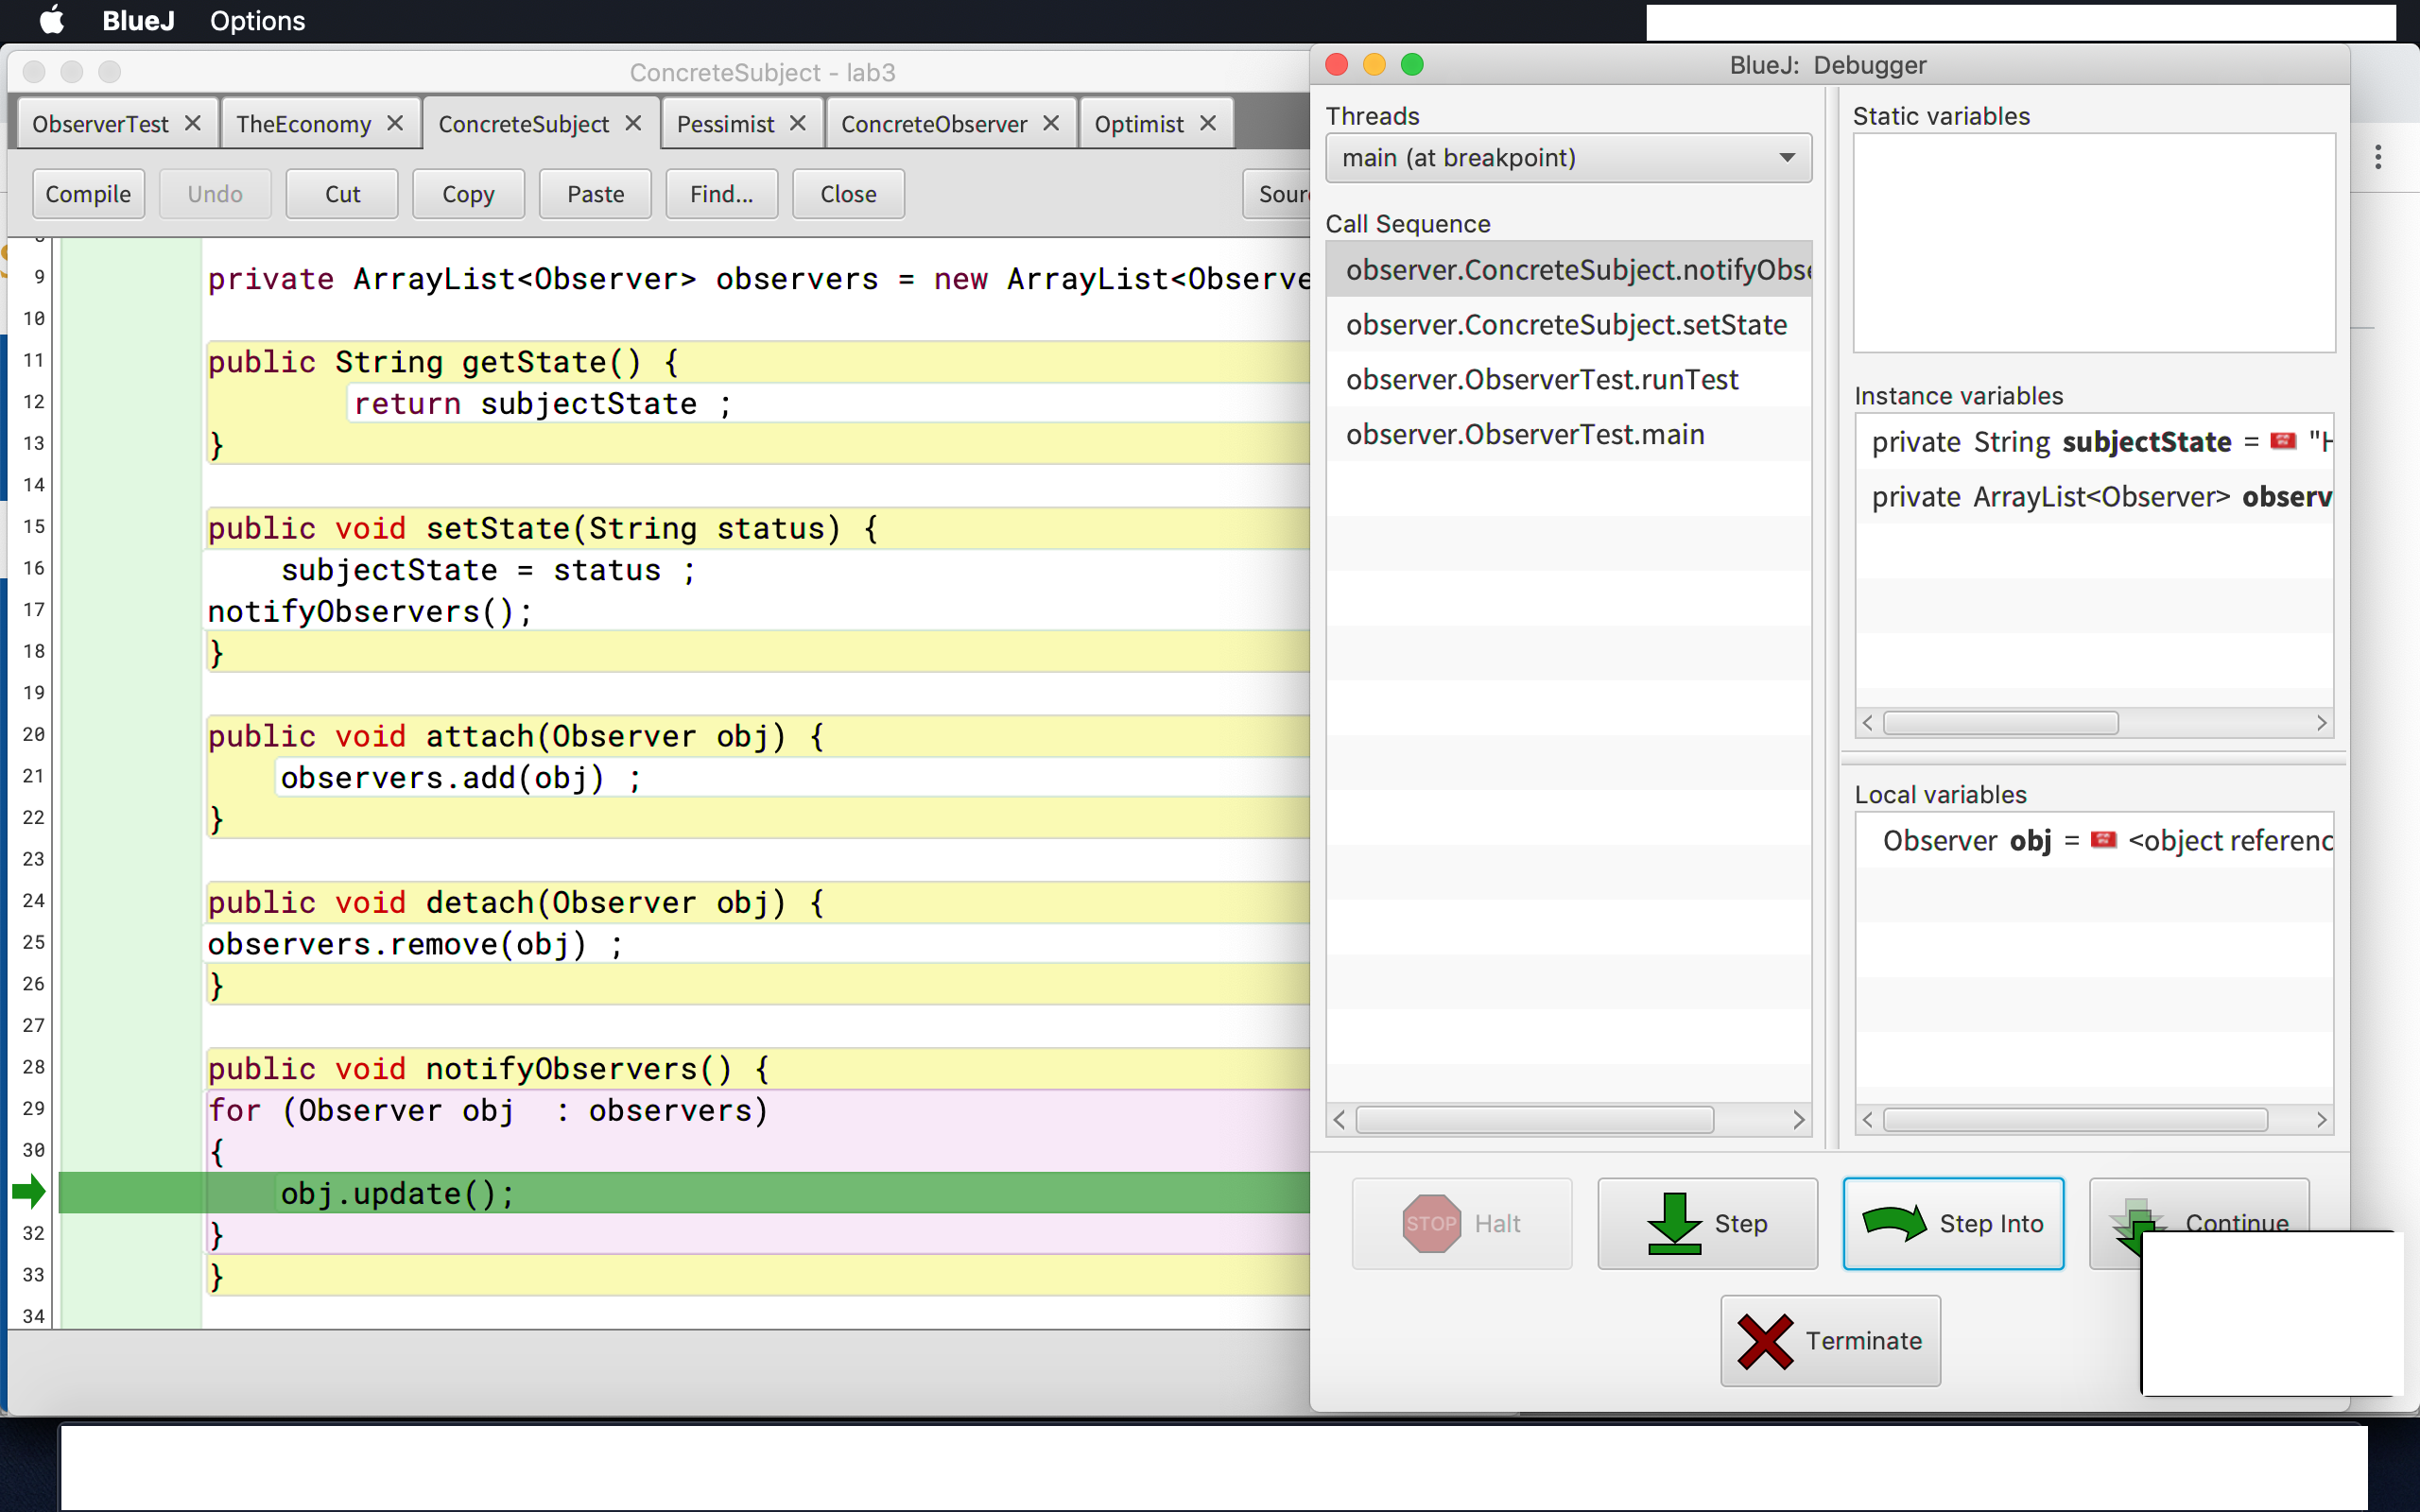 BlueJ Options
ConcreteSubject - lab3
ObserverTest TheEconomy ConcreteSubject Pessimist ConcreteObserver Optimist
Compile Undo Cut Copy Paste Find... Close
9 private ArrayList<Observer> observers = new ArrayList<Observe
10
11 public String getState() {
12 return subjectState ;
13 }
14
15 public void setState(String status) {
16 subjectState = status ;
17 notifyObservers();
18 }
19
20 public void attach(Observer obj) {
21 observers.add(obj) ;
22 }
23
24 public void detach(Observer obj) {
25 observers.remove(obj) ;
26 }
27
28 public void notifyObservers() {
29 for (Observer obj : observers)
30 {
obj.update();
32 }
33 }
34
BlueJ: Debugger
Threads
main (at breakpoint)
Call Sequence
observer.ConcreteSubject.notifyObse
observer.ConcreteSubject.setState
observer.ObserverTest.runTest
observer.ObserverTest.main
Static variables
Instance variables
private String subjectState = "H
private ArrayList<Observer> observ
Local variables
Observer obj = <object referenc
STOP Halt Step Step Into Continue
Terminate